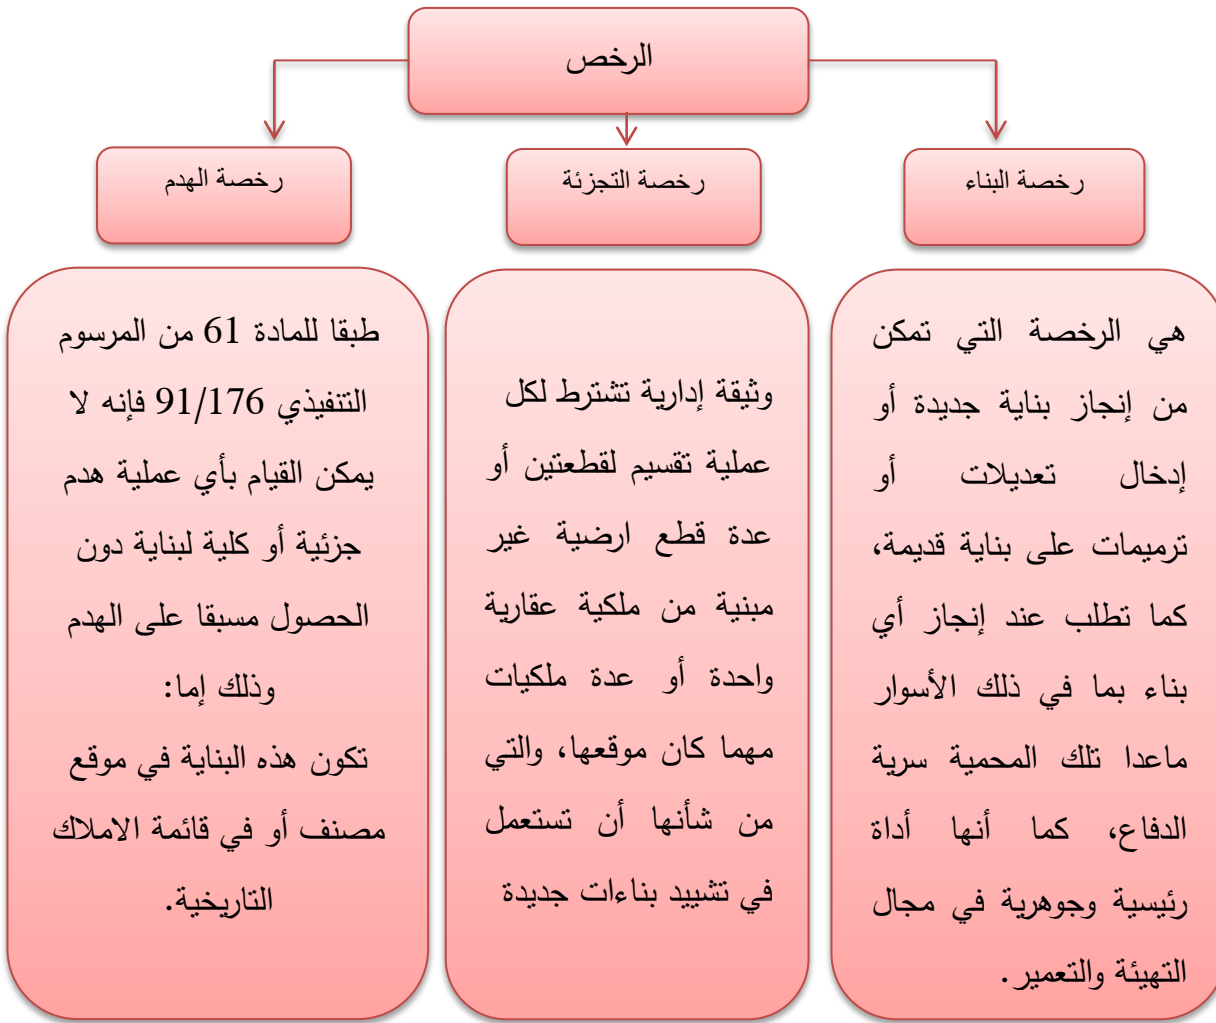 الرخص
رخصة البناء
رخصة التجزئة
رخصة الهدم
هي الرخصة التي تمكن
من إنجاز بناية جديدة أو
إدخال تعديلات أو
ترميمات على بناية قديمة،
كما تطلب عند إنجاز أي
بناء بما في ذلك الأسوار
ماعدا تلك المحمية سرية
الدفاع، كما أنها أداة
رئيسية وجوهرية في مجال
التهيئة والتعمير.
وثيقة إدارية تشترط لكل
عملية تقسيم لقطعتين أو
عدة قطع ارضية غير
مبنية من ملكية عقارية
واحدة أو عدة ملكيات
مهما كان موقعها، والتي
من شأنها أن تستعمل
في تشييد بناءات جديدة
طبقا للمادة 61 من المرسوم
التنفيذي 91/176 فإنه لا
يمكن القيام بأي عملية هدم
جزئية أو كلية لبناية دون
الحصول مسبقا على الهدم
وذلك إما:
تكون هذه البناية في موقع
مصنف أو في قائمة الاملاك
التاريخية.